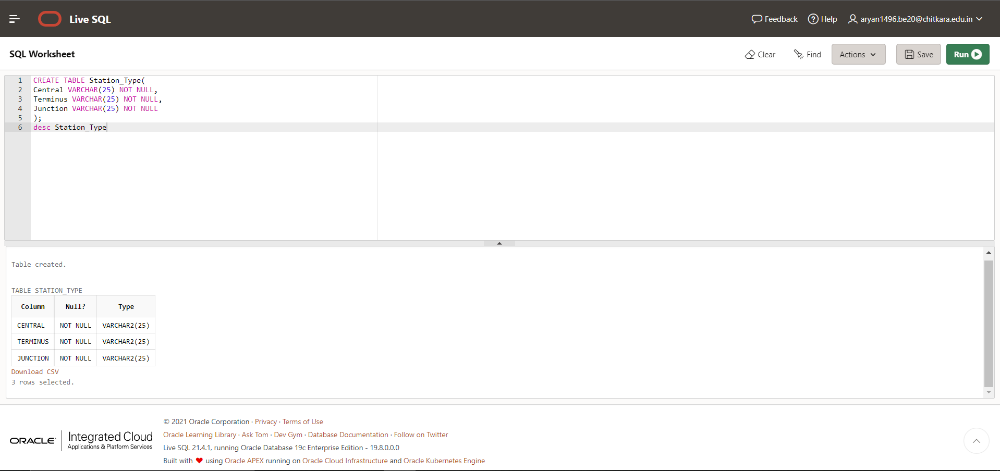 Live SQL
Feedback Help aryan1496.be20@chitkara.edu.in
SQL Worksheet
Clear Find Actions Save Run
1 CREATE TABLE Station_Type(
2 Central VARCHAR(25) NOT NULL,
3 Terminus VARCHAR(25) NOT NULL,
4 Junction VARCHAR(25) NOT NULL
5 );
6 desc Station_Type
Table created.
TABLE STATION_TYPE
Column Null? Type
CENTRAL NOT NULL VARCHAR2(25)
TERMINUS NOT NULL VARCHAR2(25)
JUNCTION NOT NULL VARCHAR2(25)
Download CSV
3 rows selected.
ORACLE Integrated Cloud
Applications & Platform Services
© 2021 Oracle Corporation · Privacy · Terms of Use
Oracle Learning Library · Ask Tom · Dev Gym · Database Documentation · Follow on Twitter
Live SQL 21.4.1, running Oracle Database 19c Enterprise Edition - 19.8.0.0.0
Built with ♥ using Oracle APEX running on Oracle Cloud Infrastructure and Oracle Kubernetes Engine